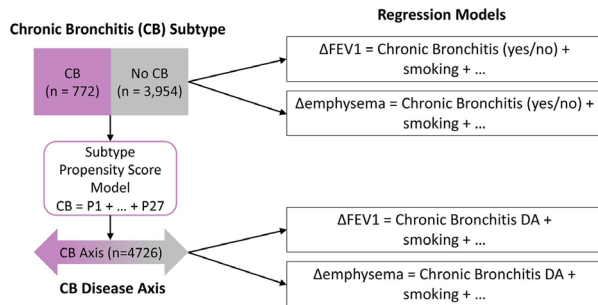 Chronic Bronchitis (CB) Subtype
CB
(n = 772)
No CB
(n = 3,954)
Subtype
Propensity Score
Model
CB = P1 + ... + P27
CB Axis (n=4726)
CB Disease Axis
Regression Models
ΔFEV1 = Chronic Bronchitis (yes/no) +
smoking + ...
Δemphysema = Chronic Bronchitis (yes/no) +
smoking + ...
ΔFEV1 = Chronic Bronchitis DA +
smoking + ...
Δemphysema = Chronic Bronchitis DA +
smoking + ...